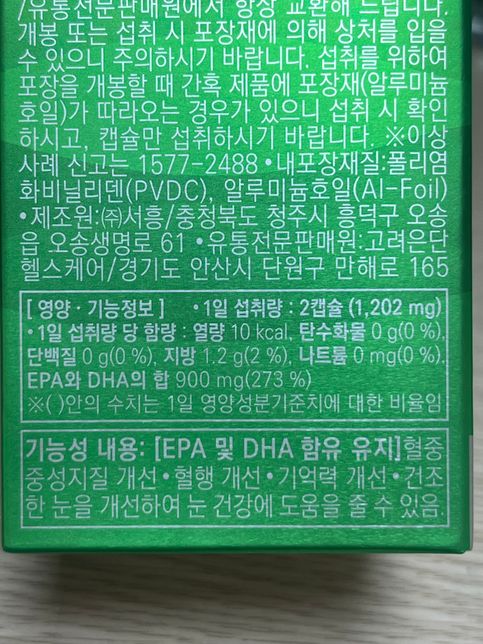 /유통전문판매원에서 항상 교환해 드립니다.
개봉 또는 섭취 시 포장재에 의해 상처를 입을
수 있으니 주의하시기 바랍니다. 섭취를 위하여
포장을 개봉할 때 간혹 제품에 포장재(알루미늄
호일)가 따라오는 경우가 있으니 섭취 시 확인
하시고, 캡슐만 섭취하시기 바랍니다. ※이상
사례 신고는 1577-2488 •내포장재질:폴리염
화비닐리덴(PVDC), 알루미늄호일(Al-Foil)
•제조원:㈜서흥/충청북도 청주시 흥덕구 오송
읍 오송생명로 61 •유통전문판매원:고려은단
헬스케어/경기도 안산시 단원구 만해로 165
[ 영양 · 기능정보 ] •1일 섭취량 : 2캡슐 (1,202 mg)
•1일 섭취량 당 함량 : 열량 10 kcal, 탄수화물 0 g(0 %),
단백질 0 g(0 %), 지방 1.2 g(2 %), 나트륨 0 mg(0 %),
EPA와 DHA의 합 900 mg(273 %)
※( )안의 수치는 1일 영양성분기준치에 대한 비율임
기능성 내용: [EPA 및 DHA 함유 유지]혈중
중성지질 개선•혈행 개선•기억력 개선•건조
한 눈을 개선하여 눈 건강에 도움을 줄 수 있음.